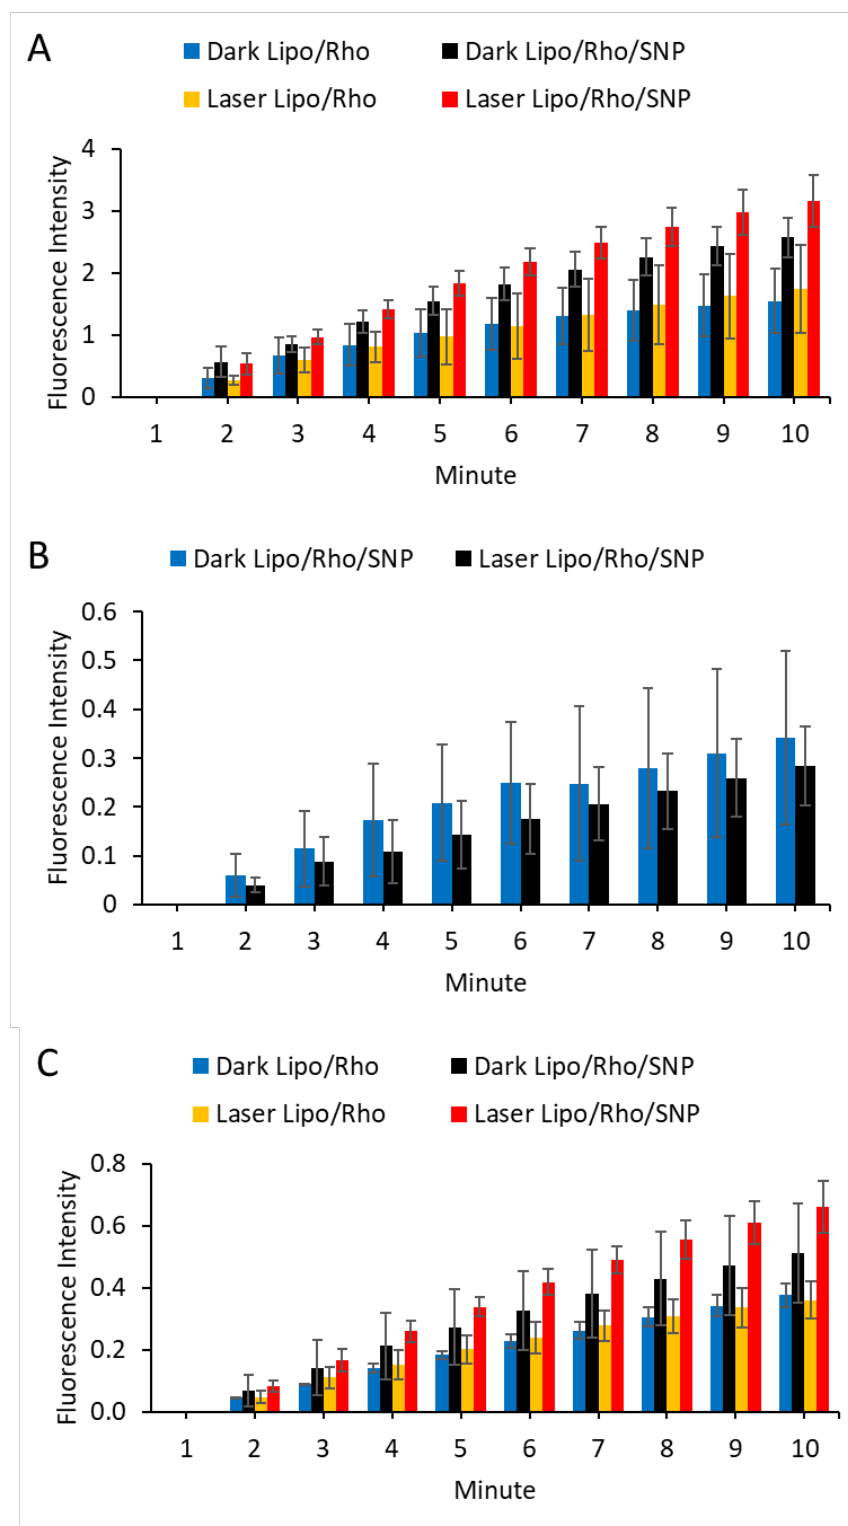 A
Dark Lipo/Rho Dark Lipo/Rho/SNP
Laser Lipo/Rho Laser Lipo/Rho/SNP
4
3
2
1
0
Fluorescence Intensity
1 2 3 4 5 6 7 8 9 10
Minute
B
Dark Lipo/Rho/SNP Laser Lipo/Rho/SNP
0.6
0.5
0.4
0.3
0.2
0.1
0
Fluorescence Intensity
1 2 3 4 5 6 7 8 9 10
Minute
C
Dark Lipo/Rho Dark Lipo/Rho/SNP
Laser Lipo/Rho Laser Lipo/Rho/SNP
0.8
0.6
0.4
0.2
0.0
Fluorescence Intensity
1 2 3 4 5 6 7 8 9 10
Minute